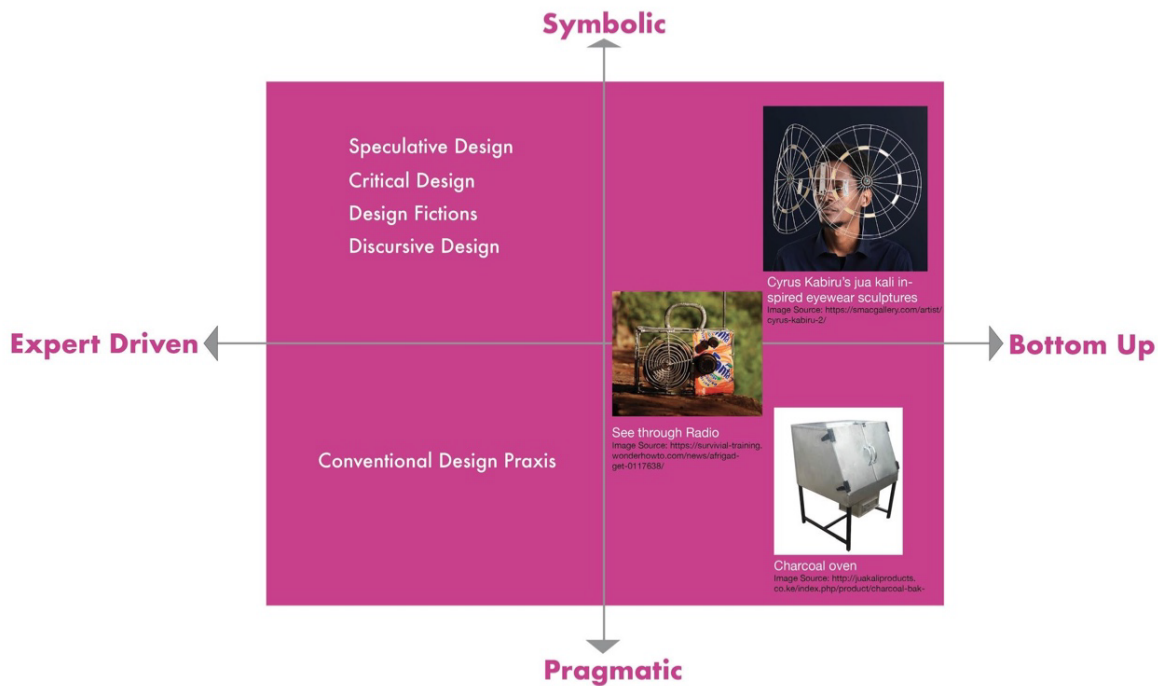 Symbolic
Speculative Design
Critical Design
Design Fictions
Discursive Design
Cyrus Kabiru's jua kali in-
spired eyewear sculptures
Image Source: https://smacgallery.com/artist/
cyrus-kabiru-2/
Expert Driven
Bottom Up
See through Radio
Image Source: https://survivial-training.
wonderhowto.com/news/afrigad-
get-0117638/
Conventional Design Praxis
Charcoal oven
Image Source: http://juakaliproducts.
co.ke/index.php/product/charcoal-bak-
Pragmatic